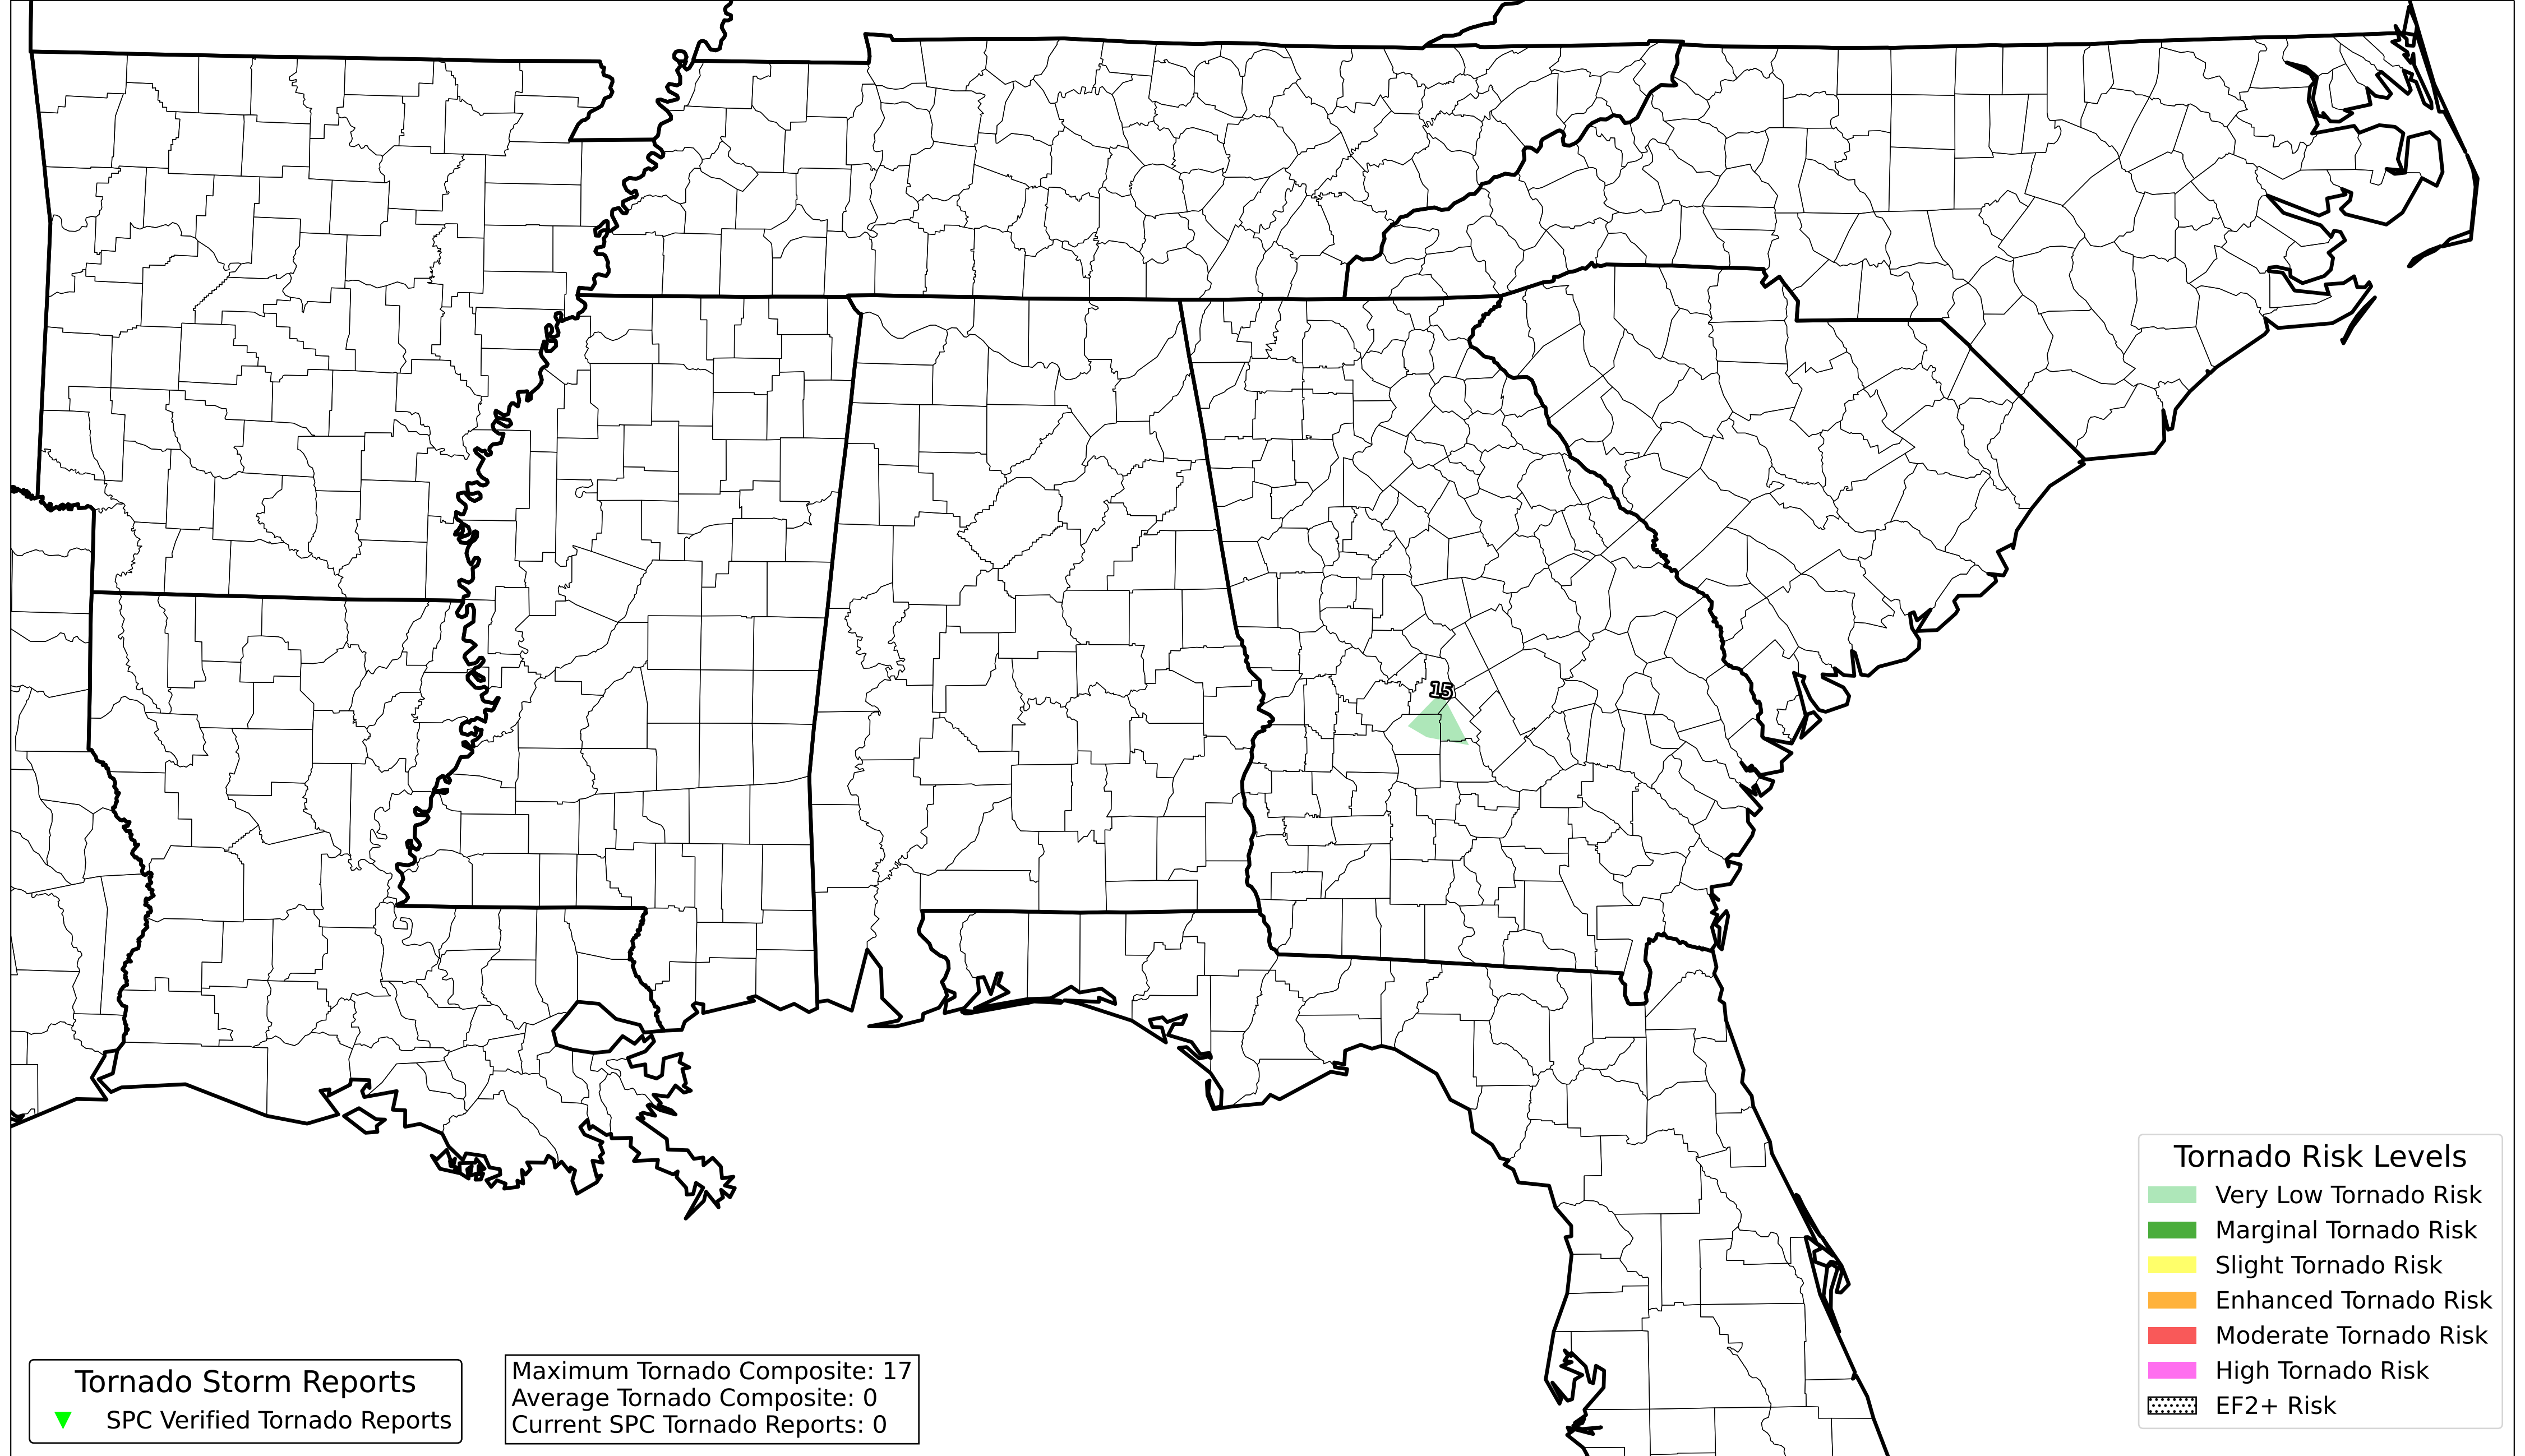 15
Tornado Storm Reports
SPC Verified Tornado Reports
Maximum Tornado Composite: 17
Average Tornado Composite: 0
Current SPC Tornado Reports: 0
Tornado Risk Levels
Very Low Tornado Risk
Marginal Tornado Risk
Slight Tornado Risk
Enhanced Tornado Risk
Moderate Tornado Risk
High Tornado Risk
EF2+ Risk